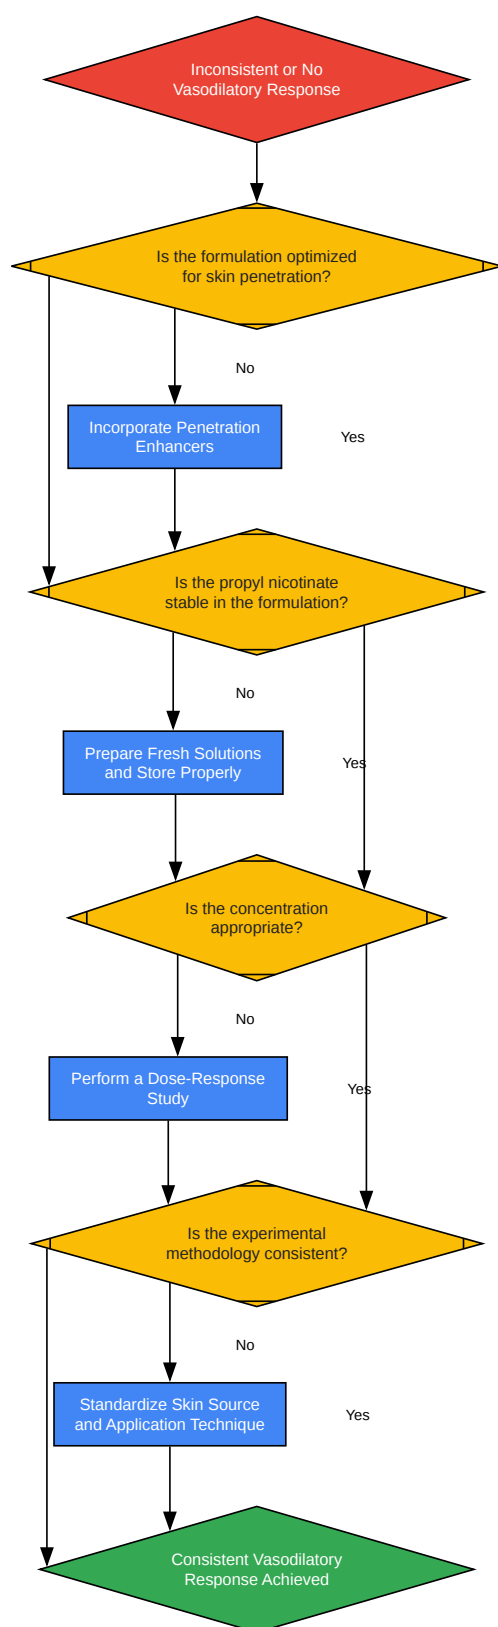 Inconsistent or No
Vasodilatory Response
Is the formulation optimized
for skin penetration?
No
Incorporate Penetration
Enhancers
Yes
Is the propyl nicotinate
stable in the formulation?
No
Prepare Fresh Solutions
and Store Properly
Yes
Is the concentration
appropriate?
No
Perform a Dose-Response
Study
Yes
Is the experimental
methodology consistent?
No
Standardize Skin Source
and Application Technique
Yes
Consistent Vasodilatory
Response Achieved